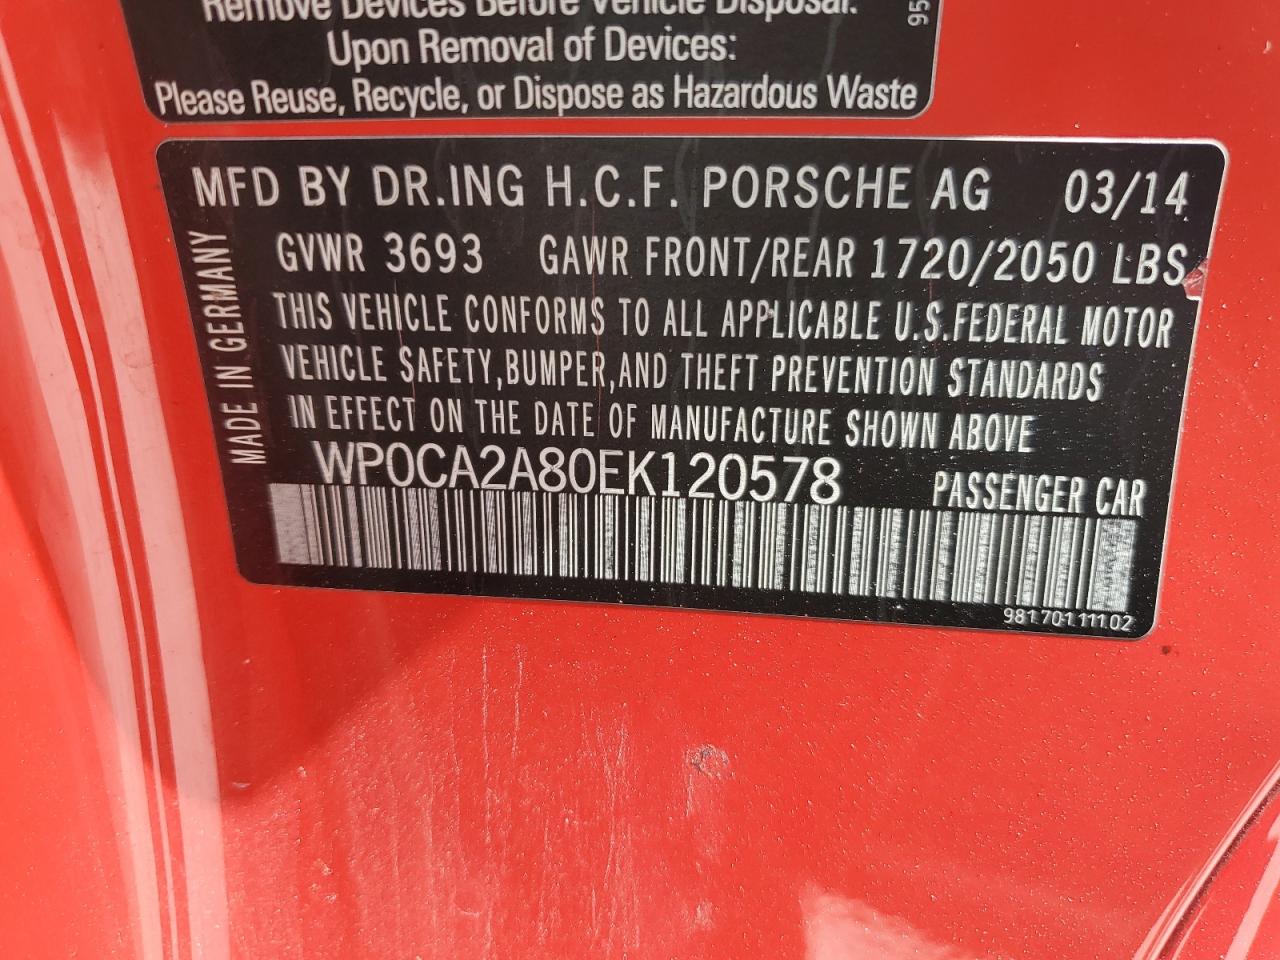 Remove Devices Before Vehicle Disposal.
Upon Removal of Devices:
Please Reuse, Recycle, or Dispose as Hazardous Waste
95
MFD BY DR.ING H.C.F. PORSCHE AG 03/14
GVWR 3693 GAWR FRONT/REAR 1720/2050 LBS
THIS VEHICLE CONFORMS TO ALL APPLICABLE U.S.FEDERAL MOTOR
VEHICLE SAFETY,BUMPER,AND THEFT PREVENTION STANDARDS
IN EFFECT ON THE DATE OF MANUFACTURE SHOWN ABOVE
WP0CA2A80EK120578 PASSENGER CAR
MADE IN GERMANY
981 701 111 02